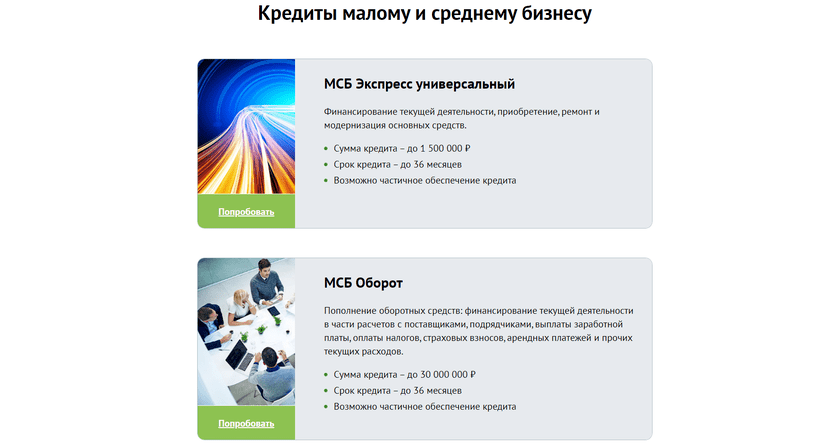 Кредиты малому и среднему бизнесу
МСБ Экспресс универсальный
Финансирование текущей деятельности, приобретение, ремонт и
модернизация основных средств.
Сумма кредита – до 1 500 000 ₽
Срок кредита – до 36 месяцев
Возможно частичное обеспечение кредита
Попробовать
МСБ Оборот
Пополнение оборотных средств: финансирование текущей деятельности
в части расчетов с поставщиками, подрядчиками, выплаты заработной
платы, оплаты налогов, страховых взносов, арендных платежей и прочих
текущих расходов.
Сумма кредита – до 30 000 000 ₽
Срок кредита – до 36 месяцев
Возможно частичное обеспечение кредита
Попробовать